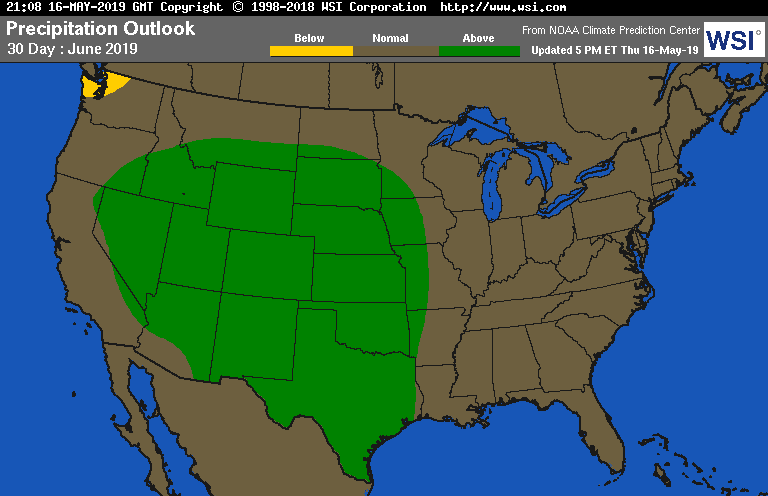 21:08 16-MAY-2019 GMT Copyright © 1998-2018 WSI Corporation http://www.wsi.com
Precipitation Outlook
30 Day : June 2019
Below Normal Above
From NOAA Climate Prediction Center
Updated 5 PM ET Thu 16-May-19
WSI